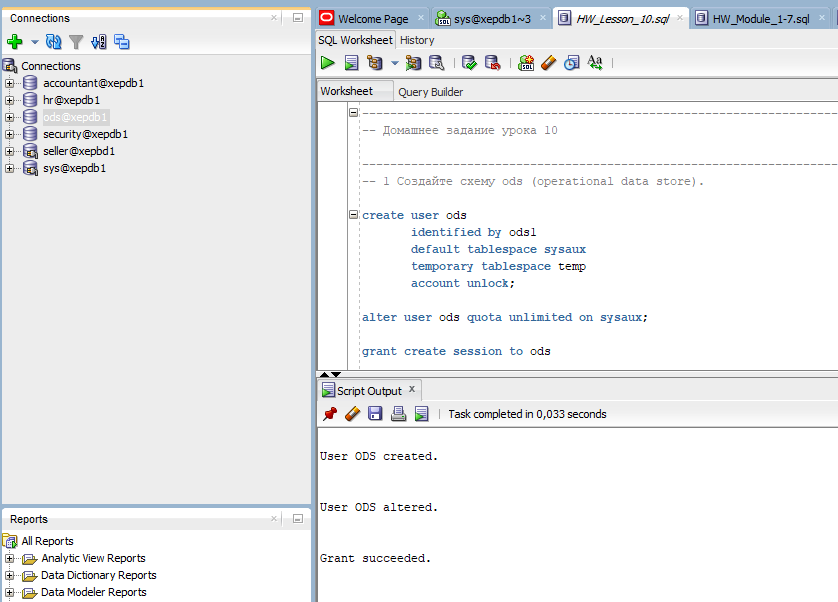 Connections
Connections
accountant@xepdb1
hr@xepdb1
ods@xepdb1
security@xepdb1
seller@xepbd1
sys@xepdb1
Reports
All Reports
Analytic View Reports
Data Dictionary Reports
Data Modeler Reports
Welcome Page
sys@xepdb1~3
HW_Lesson_10.sql
HW_Module_1-7.sql
SQL Worksheet History
Worksheet Query Builder
--------------------------------------------------------------------
-- Домашнее задание урока 10
--------------------------------------------------------------------
-- 1 Создайте схему ods (operational data store).
create user ods
identified by ods1
default tablespace sysaux
temporary tablespace temp
account unlock;
alter user ods quota unlimited on sysaux;
grant create session to ods
Script Output
Task completed in 0,033 seconds
User ODS created.
User ODS altered.
Grant succeeded.